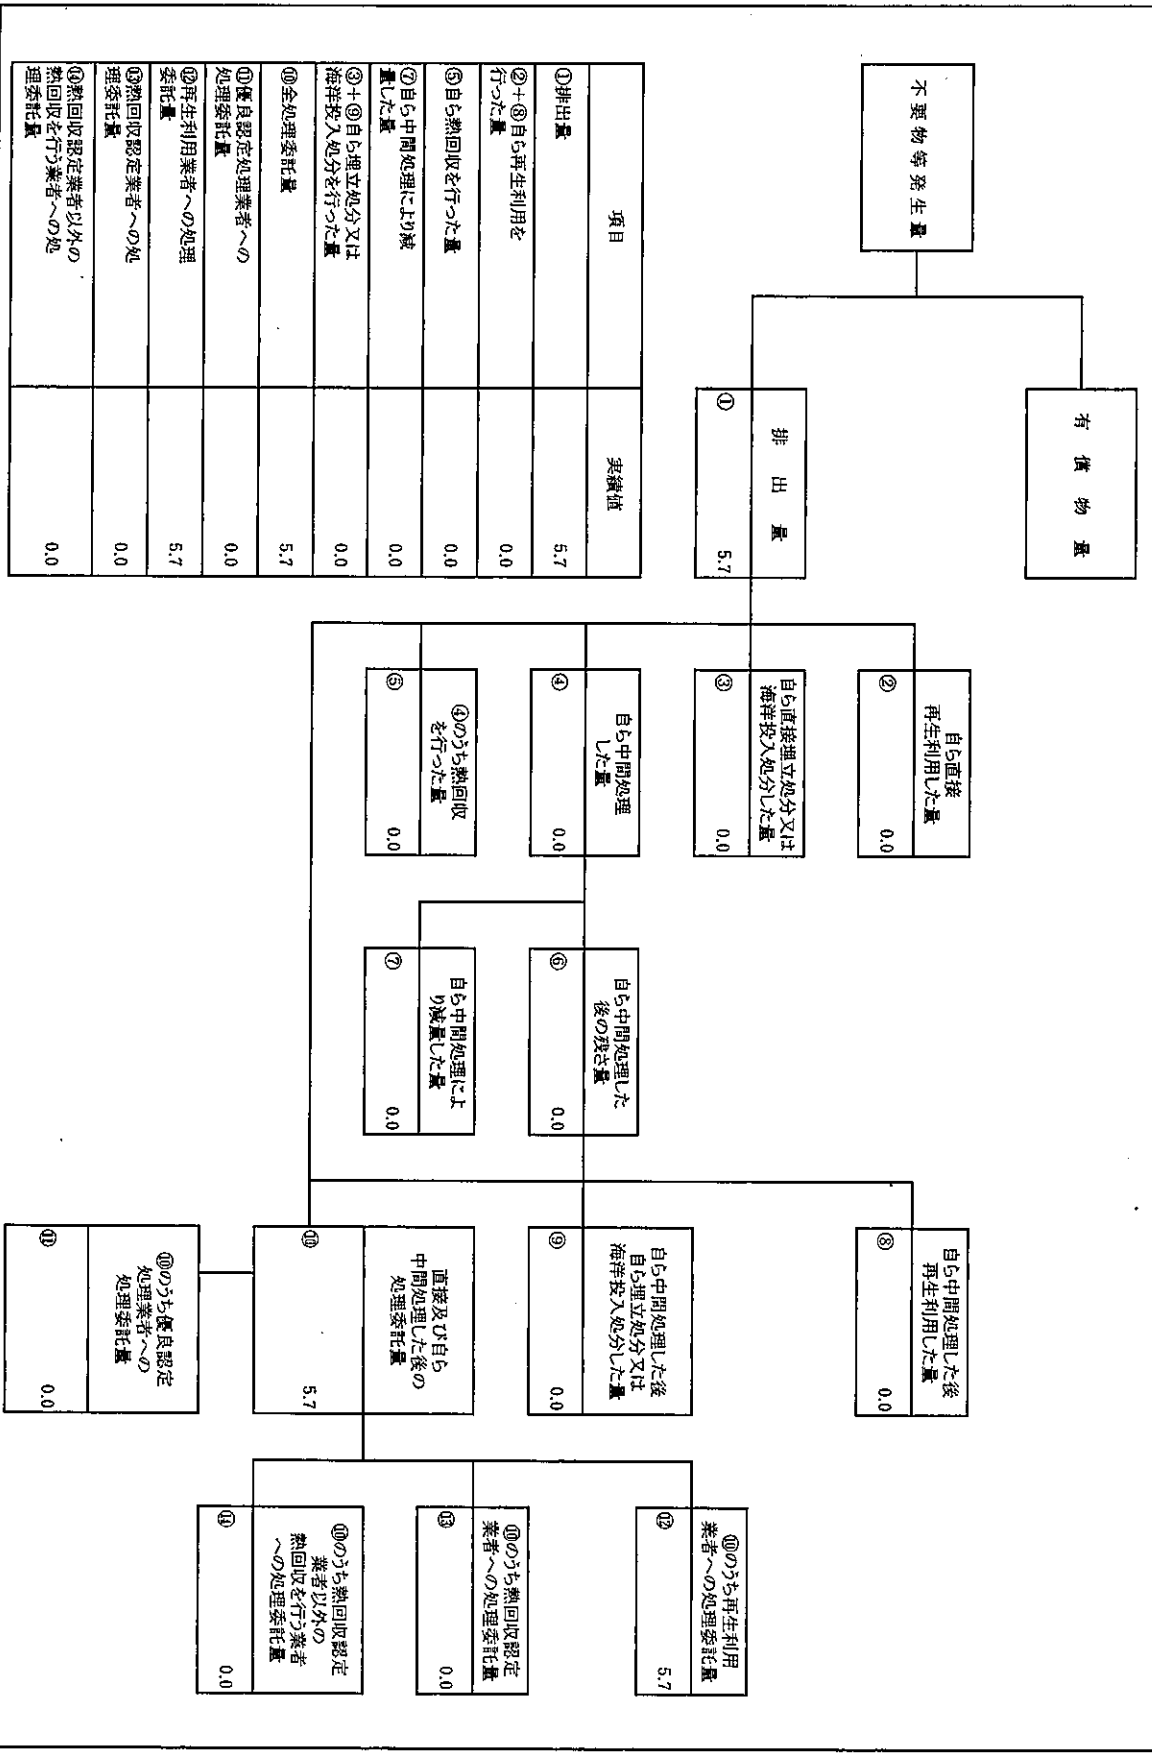 不要物等発生量
有償物量
排出量
①
5.7
自ら直接
再生利用した量
②
0.0
自ら直接埋立処分又は
海洋投入処分した量
③
0.0
自ら中間処理
した量
④
0.0
④のうち熱回収
を行った量
⑤
0.0
自ら中間処理した
後の残さ量
⑥
0.0
自ら中間処理によ
り減量した量
⑦
0.0
自ら中間処理した後
再生利用した量
⑧
0.0
自ら中間処理した後
自ら埋立処分又は
海洋投入処分した量
⑨
0.0
直接及び自ら
中間処理した後の
処理委託量
⑩
5.7
⑩のうち優良認定
処理業者への
処理委託量
⑪
0.0
⑩のうち再生利用
業者への処理委託量
⑫
5.7
⑩のうち熱回収認定
業者への処理委託量
⑬
0.0
⑩のうち熱回収認定
業者以外の
熱回収を行う業者
への処理委託量
⑭
0.0
項目 実績値
①排出量 5.7
②+⑧自ら再生利用を
行った量 0.0
⑤自ら熱回収を行った量 0.0
⑦自ら中間処理により減
量した量 0.0
③+⑨自ら埋立処分又は
海洋投入処分を行った量 0.0
⑩全処理委託量 5.7
⑪優良認定処理業者への
処理委託量 0.0
⑫再生利用業者への処理
委託量 5.7
⑬熱回収認定業者への処
理委託量 0.0
⑭熱回収認定業者以外の
熱回収を行う業者への処
理委託量 0.0